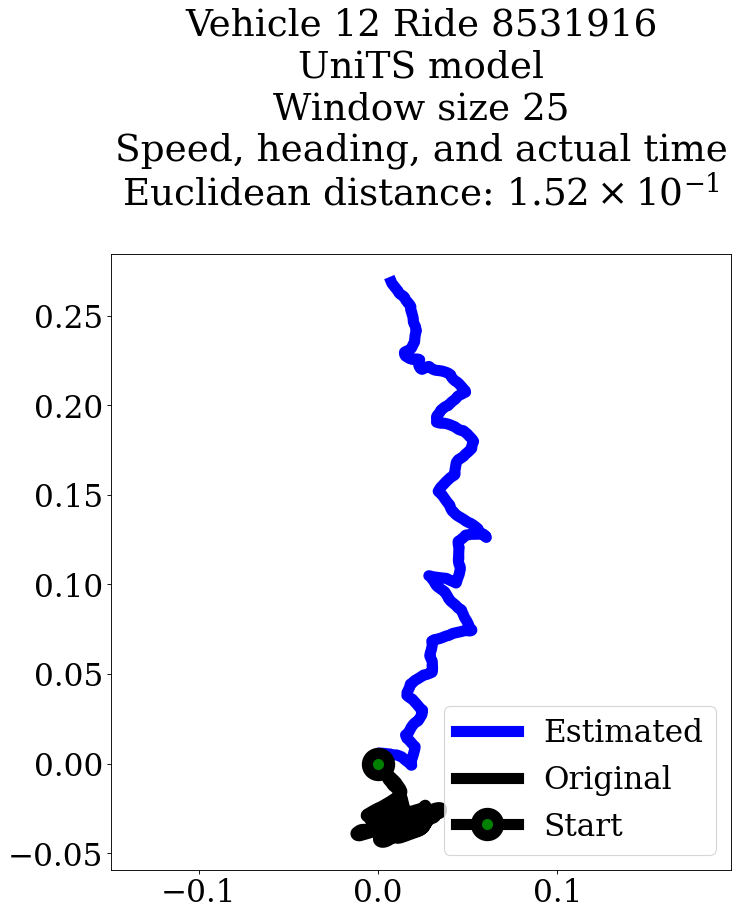 Vehicle 12 Ride 8531916
UniTS model
Window size 25
Speed, heading, and actual time
Euclidean distance: 1.52 × 10⁻¹
0.25
0.20
0.15
0.10
0.05
0.00
−0.05
Estimated
Original
Start
−0.1 0.0 0.1